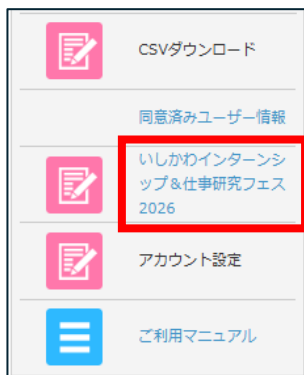 CSVダウンロード
同意済みユーザー情報
いしかわインターンシ
ップ＆仕事研究フェス
2026
アカウント設定
ご利用マニュアル